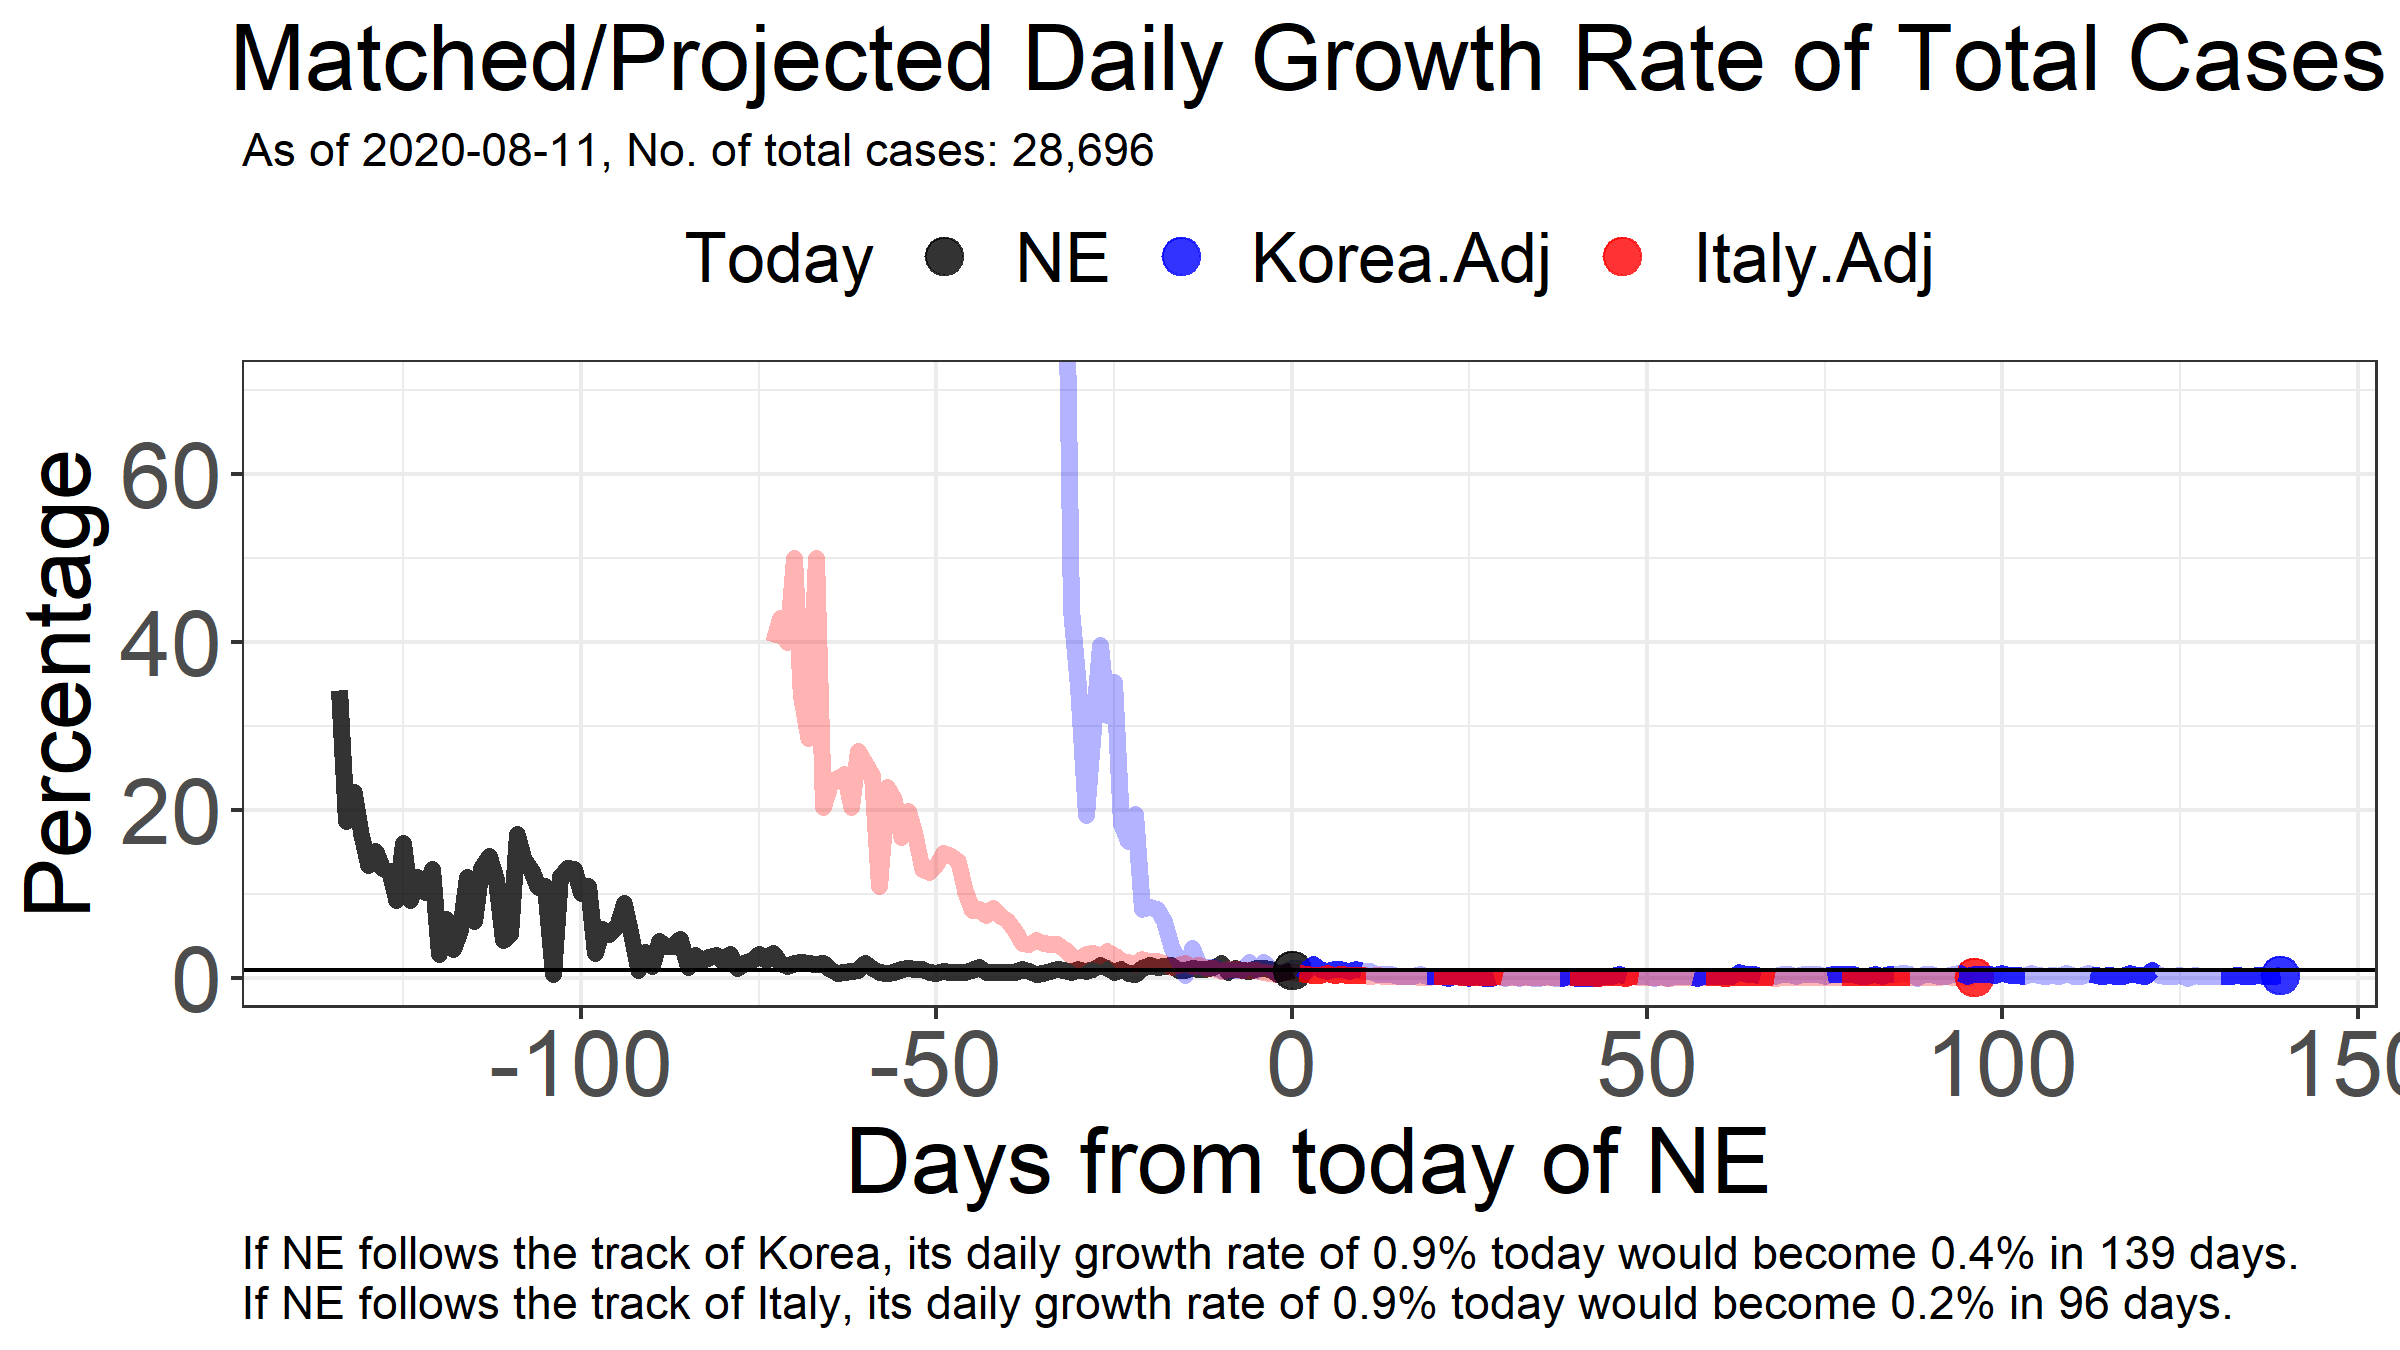 Matched/Projected Daily Growth Rate of Total Cases
As of 2020-08-11, No. of total cases: 28,696
Today NE Korea.Adj Italy.Adj
Percentage
60
40
20
0
-100 -50 0 50 100 150
Days from today of NE
If NE follows the track of Korea, its daily growth rate of 0.9% today would become 0.4% in 139 days.
If NE follows the track of Italy, its daily growth rate of 0.9% today would become 0.2% in 96 days.